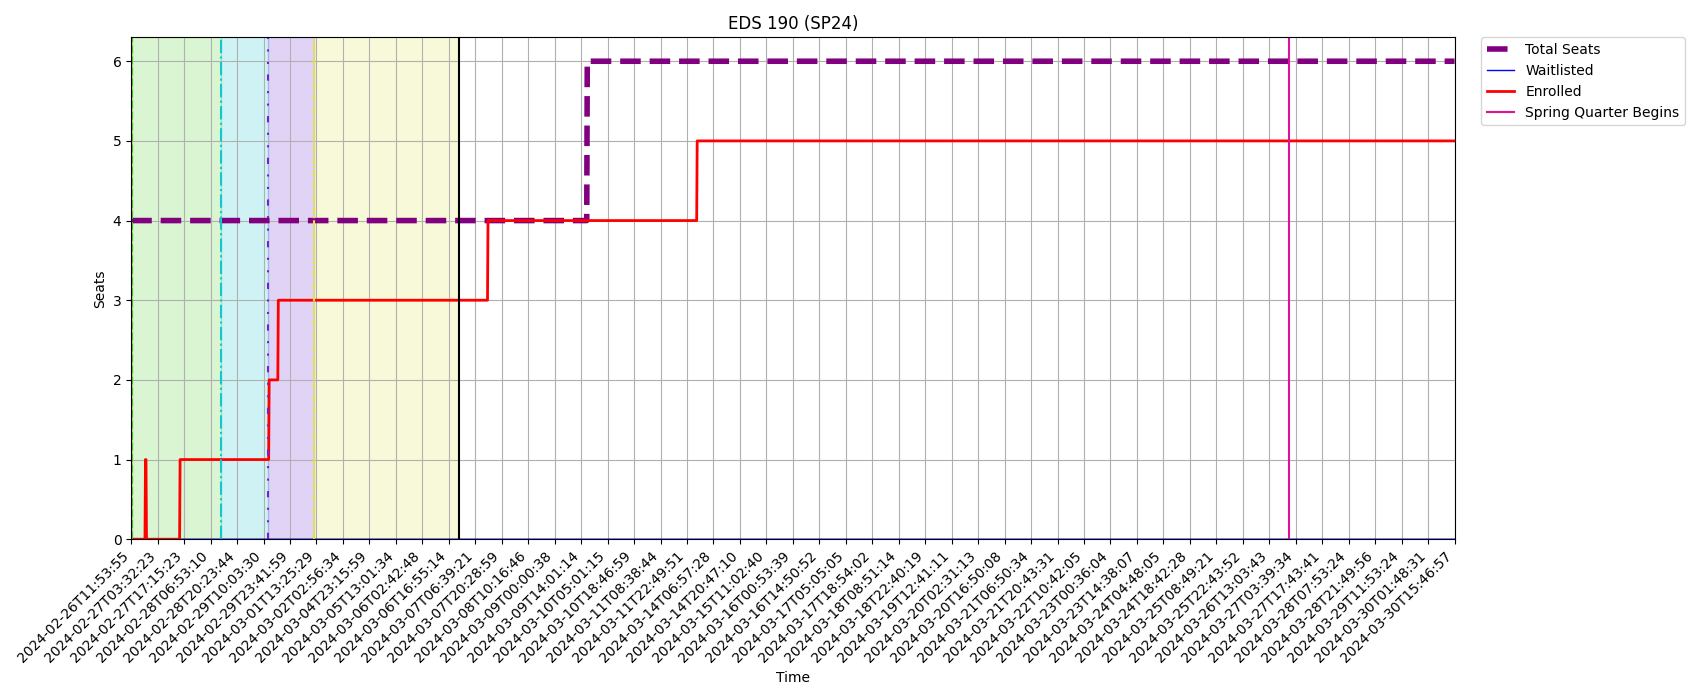 EDS 190 (SP24)
Total Seats
Waitlisted
Enrolled
Spring Quarter Begins
Seats
6
5
4
3
2
1
0
2024-02-26T11:53:55
2024-02-27T03:32:23
2024-02-27T17:15:23
2024-02-28T06:53:10
2024-02-28T20:23:44
2024-02-29T10:03:30
2024-02-29T23:41:59
2024-03-01T13:25:29
2024-03-02T02:56:34
2024-03-04T23:15:59
2024-03-05T13:01:34
2024-03-06T02:42:48
2024-03-06T16:55:14
2024-03-07T06:39:21
2024-03-07T20:28:59
2024-03-08T10:16:46
2024-03-09T00:00:38
2024-03-09T14:01:14
2024-03-10T05:01:15
2024-03-10T18:46:59
2024-03-11T08:38:44
2024-03-11T22:49:51
2024-03-14T06:57:28
2024-03-14T20:47:10
2024-03-15T11:02:40
2024-03-16T00:53:39
2024-03-16T14:50:52
2024-03-17T05:05:05
2024-03-17T18:54:02
2024-03-18T08:51:14
2024-03-18T22:40:19
2024-03-19T12:41:11
2024-03-20T02:31:13
2024-03-20T16:50:08
2024-03-21T06:50:34
2024-03-21T20:43:31
2024-03-22T10:42:05
2024-03-23T00:36:04
2024-03-23T14:38:07
2024-03-24T04:48:05
2024-03-24T18:42:28
2024-03-25T08:49:21
2024-03-25T22:43:52
2024-03-26T13:03:43
2024-03-27T03:39:34
2024-03-27T17:43:41
2024-03-28T07:53:24
2024-03-28T21:49:56
2024-03-29T11:53:24
2024-03-30T01:48:31
2024-03-30T15:46:57
Time